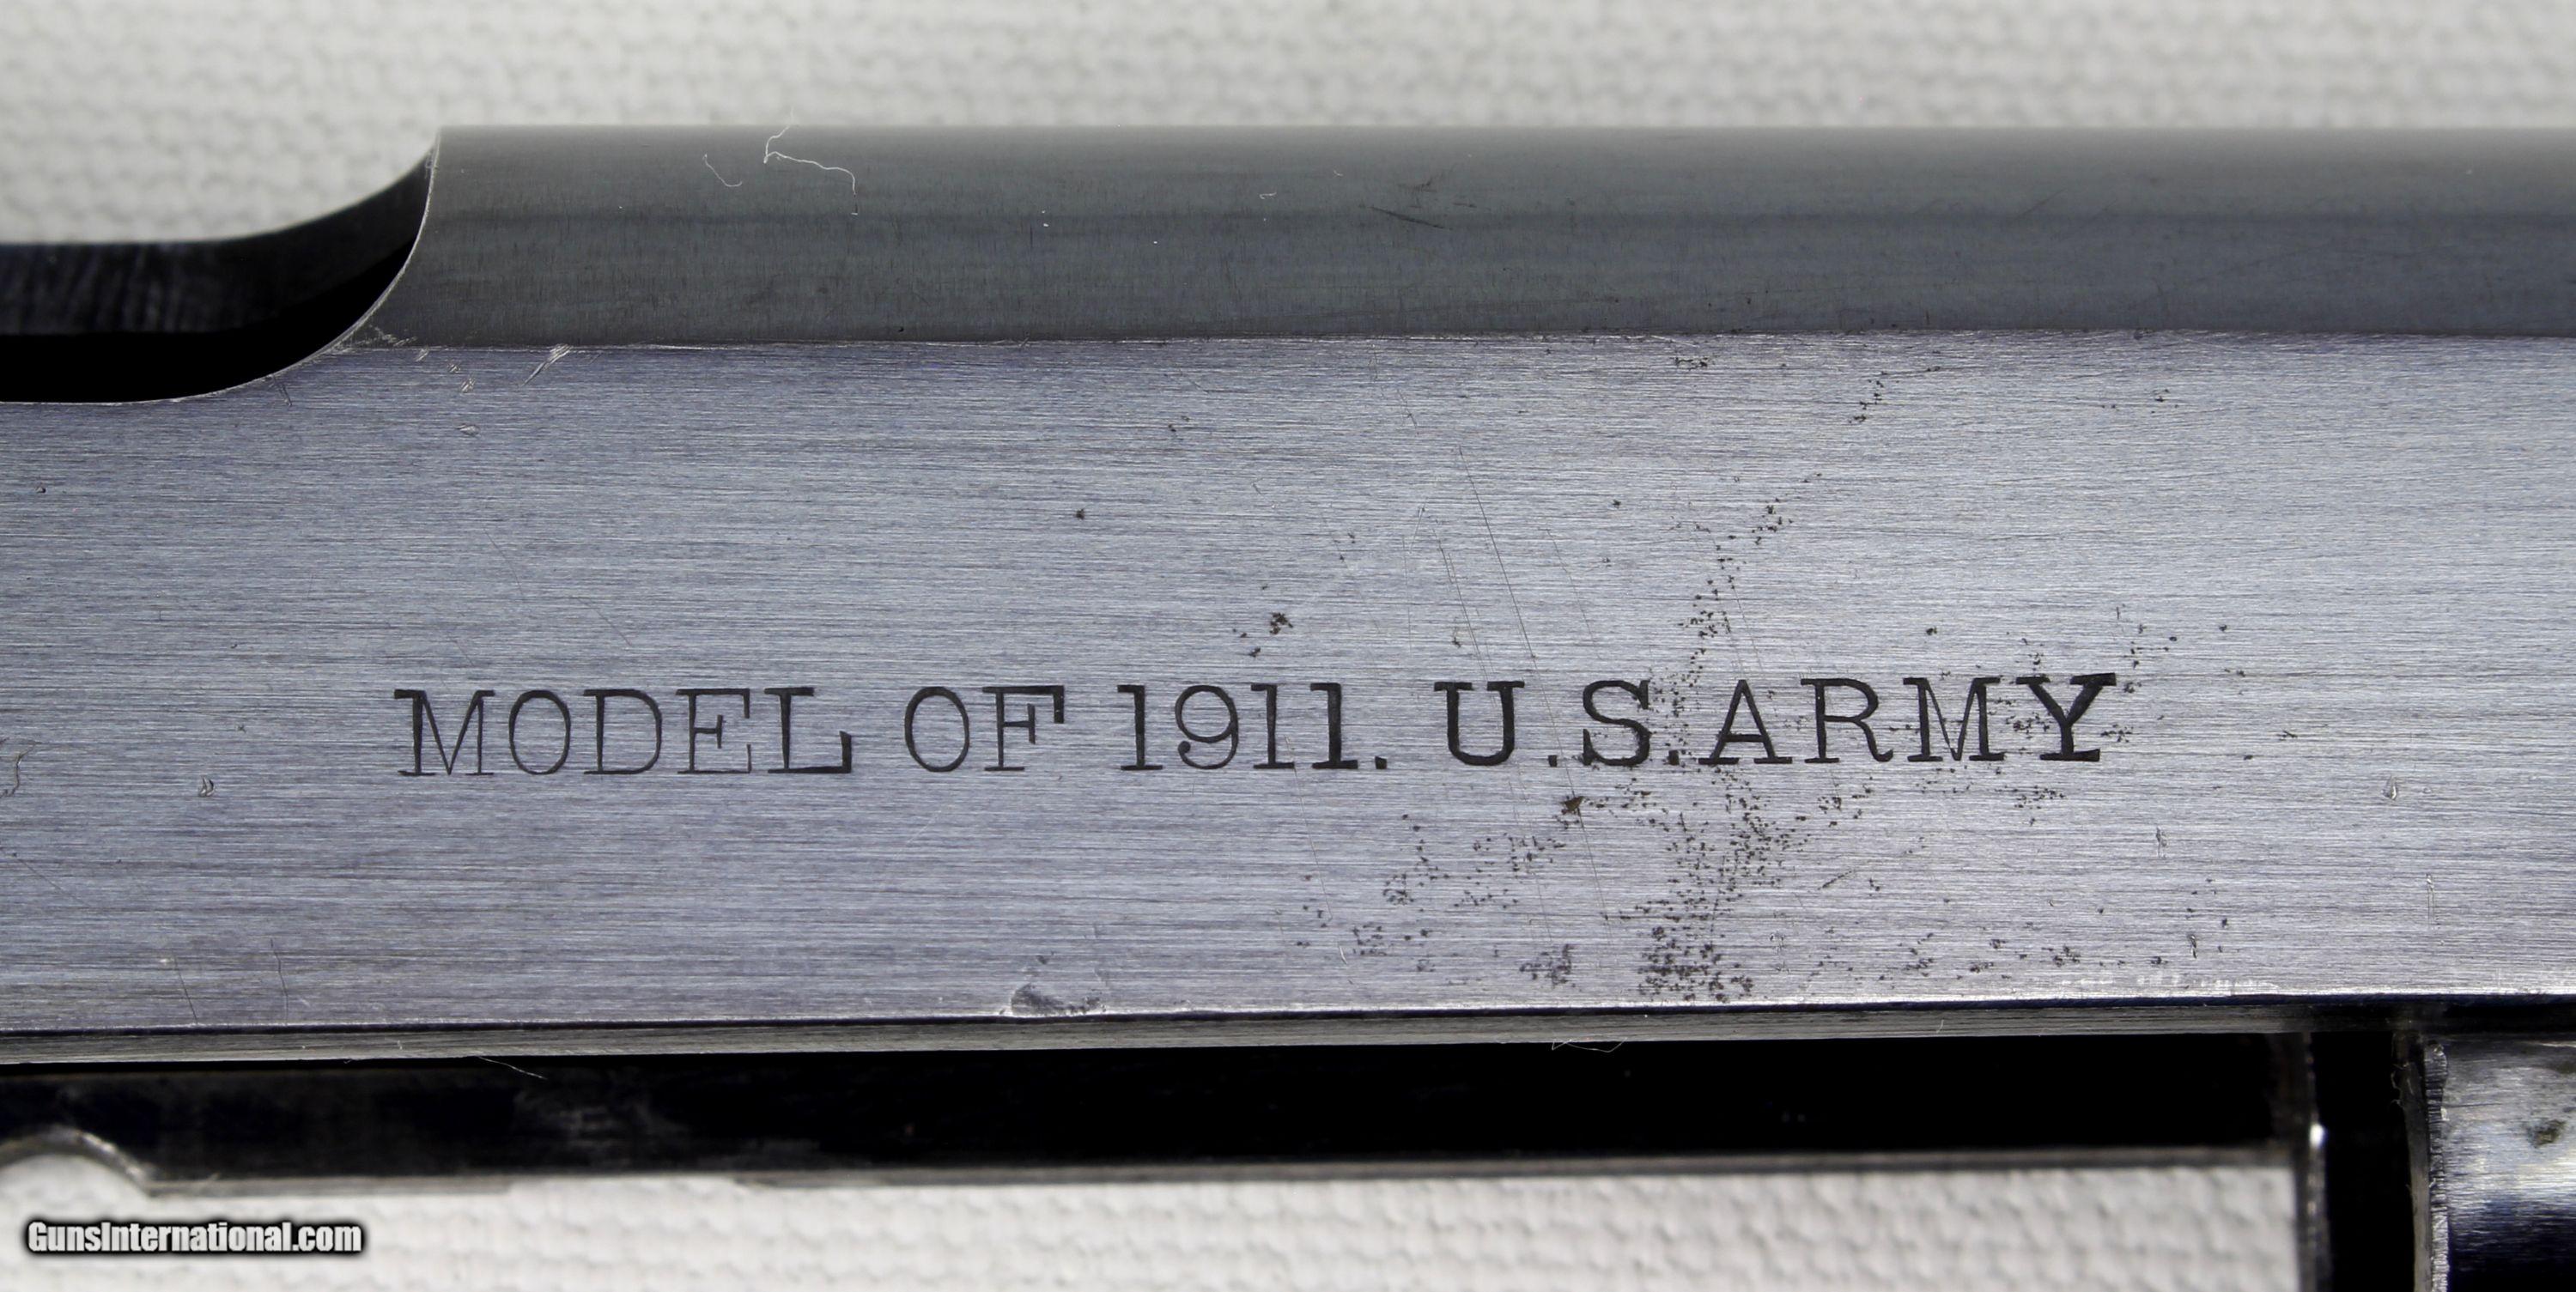 MODEL OF 1911. U.S.ARMY
GunsInternational.com